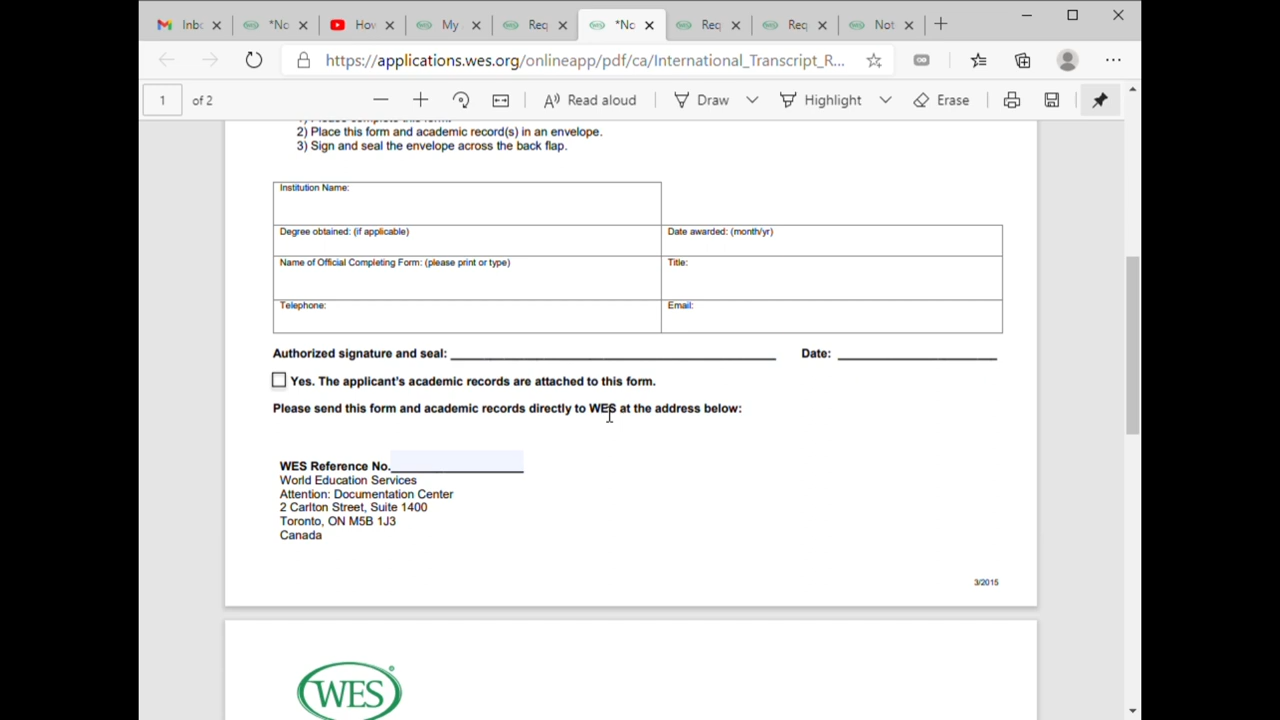 Inbc
*No
Hov
My
Req
*Nc
Req
Req
Not
https://applications.wes.org/onlineapp/pdf/ca/International_Transcript_R...
1 of 2
Read aloud
Draw
Highlight
Erase
2) Place this form and academic record(s) in an envelope.
3) Sign and seal the envelope across the back flap.
Institution Name:
Degree obtained: (if applicable)
Date awarded: (month/yr)
Name of Official Completing Form: (please print or type)
Title:
Telephone:
Email:
Authorized signature and seal: Date:
Yes. The applicant's academic records are attached to this form.
Please send this form and academic records directly to WES at the address below:
WES Reference No.
World Education Services
Attention: Documentation Center
2 Carlton Street, Suite 1400
Toronto, ON M5B 1J3
Canada
3/2015
WES